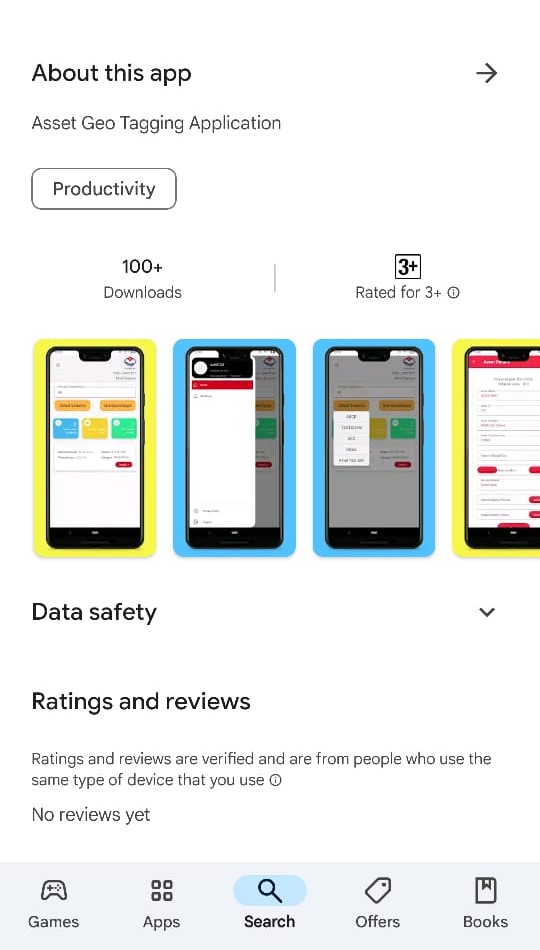 About this app
Asset Geo Tagging Application
Productivity
100+
Downloads
3+
Rated for 3+
Data safety
Ratings and reviews
Ratings and reviews are verified and are from people who use the
same type of device that you use
No reviews yet
Games
Apps
Search
Offers
Books